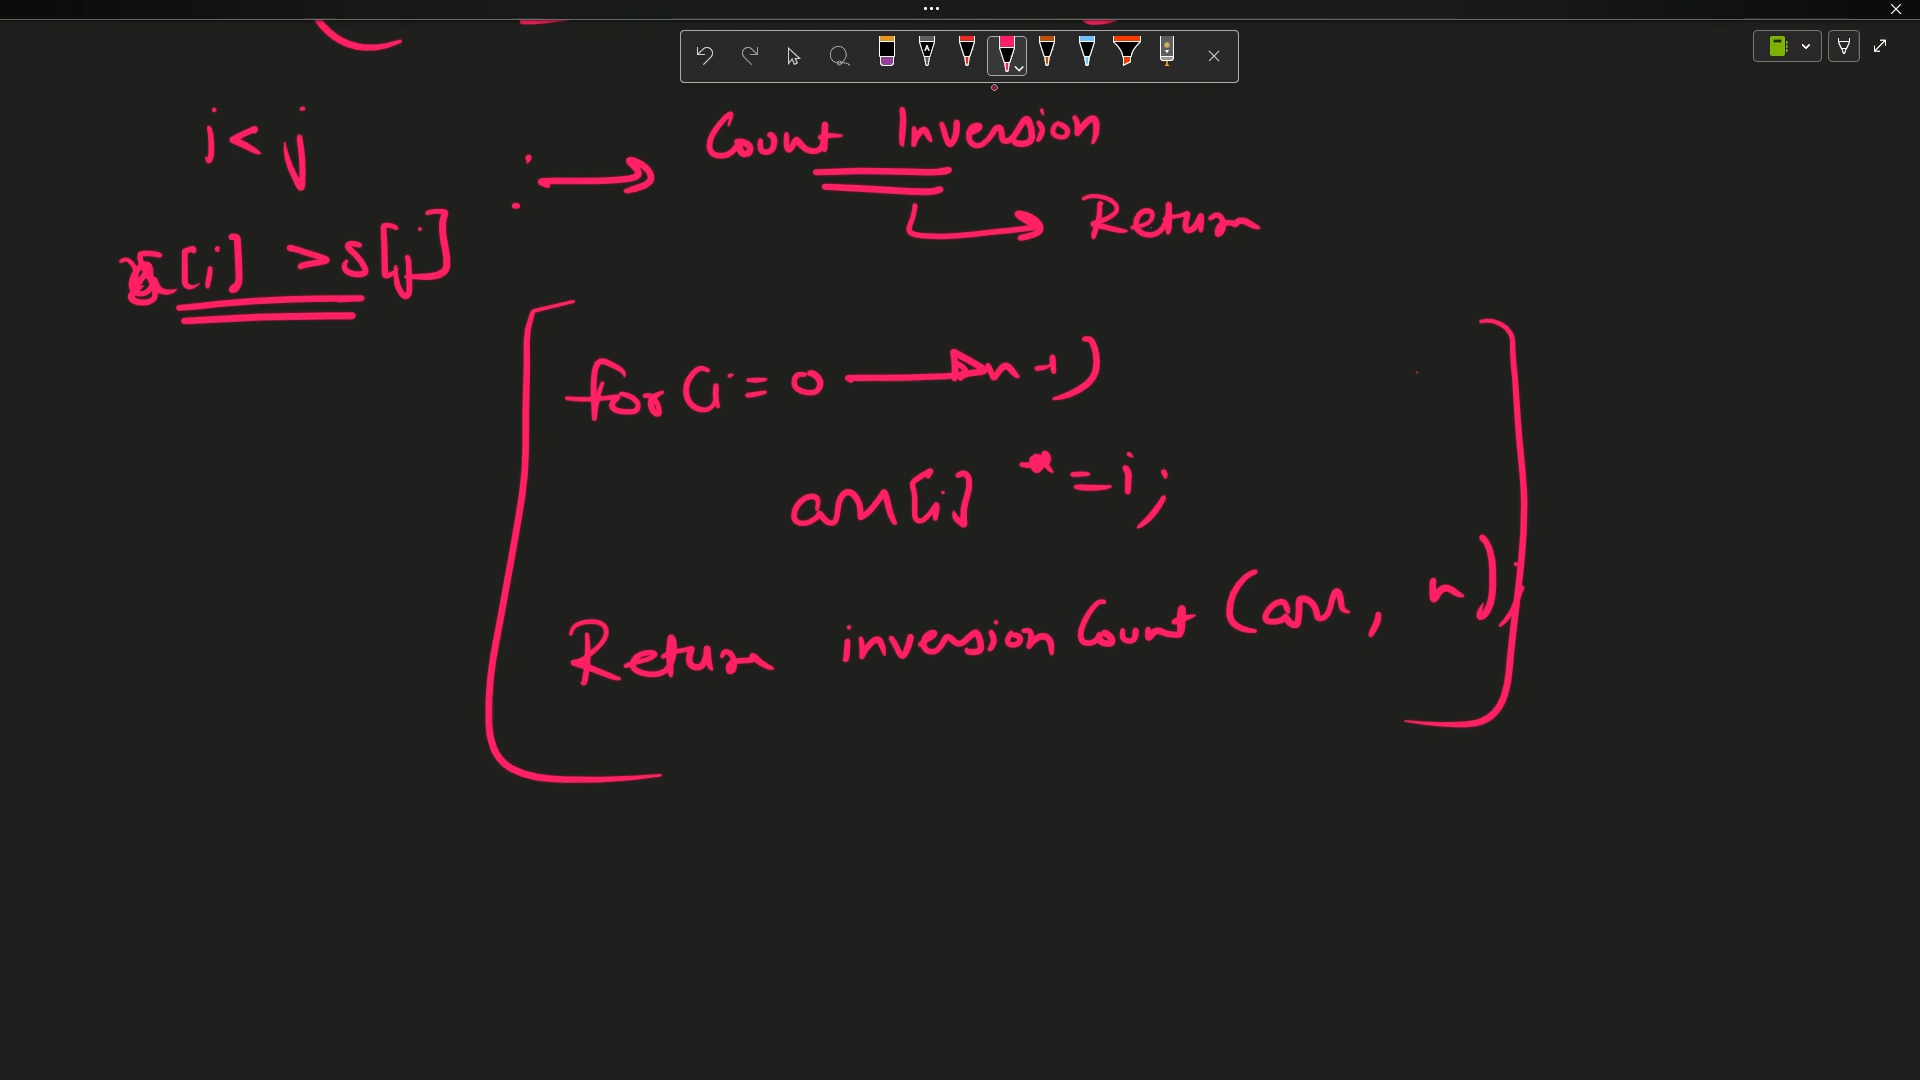 i < j
Count Inversion
Return
s[i] > s[j]
for (i = 0 → n-1)
arr[i] *= i;
Return inversionCount (arr, n);